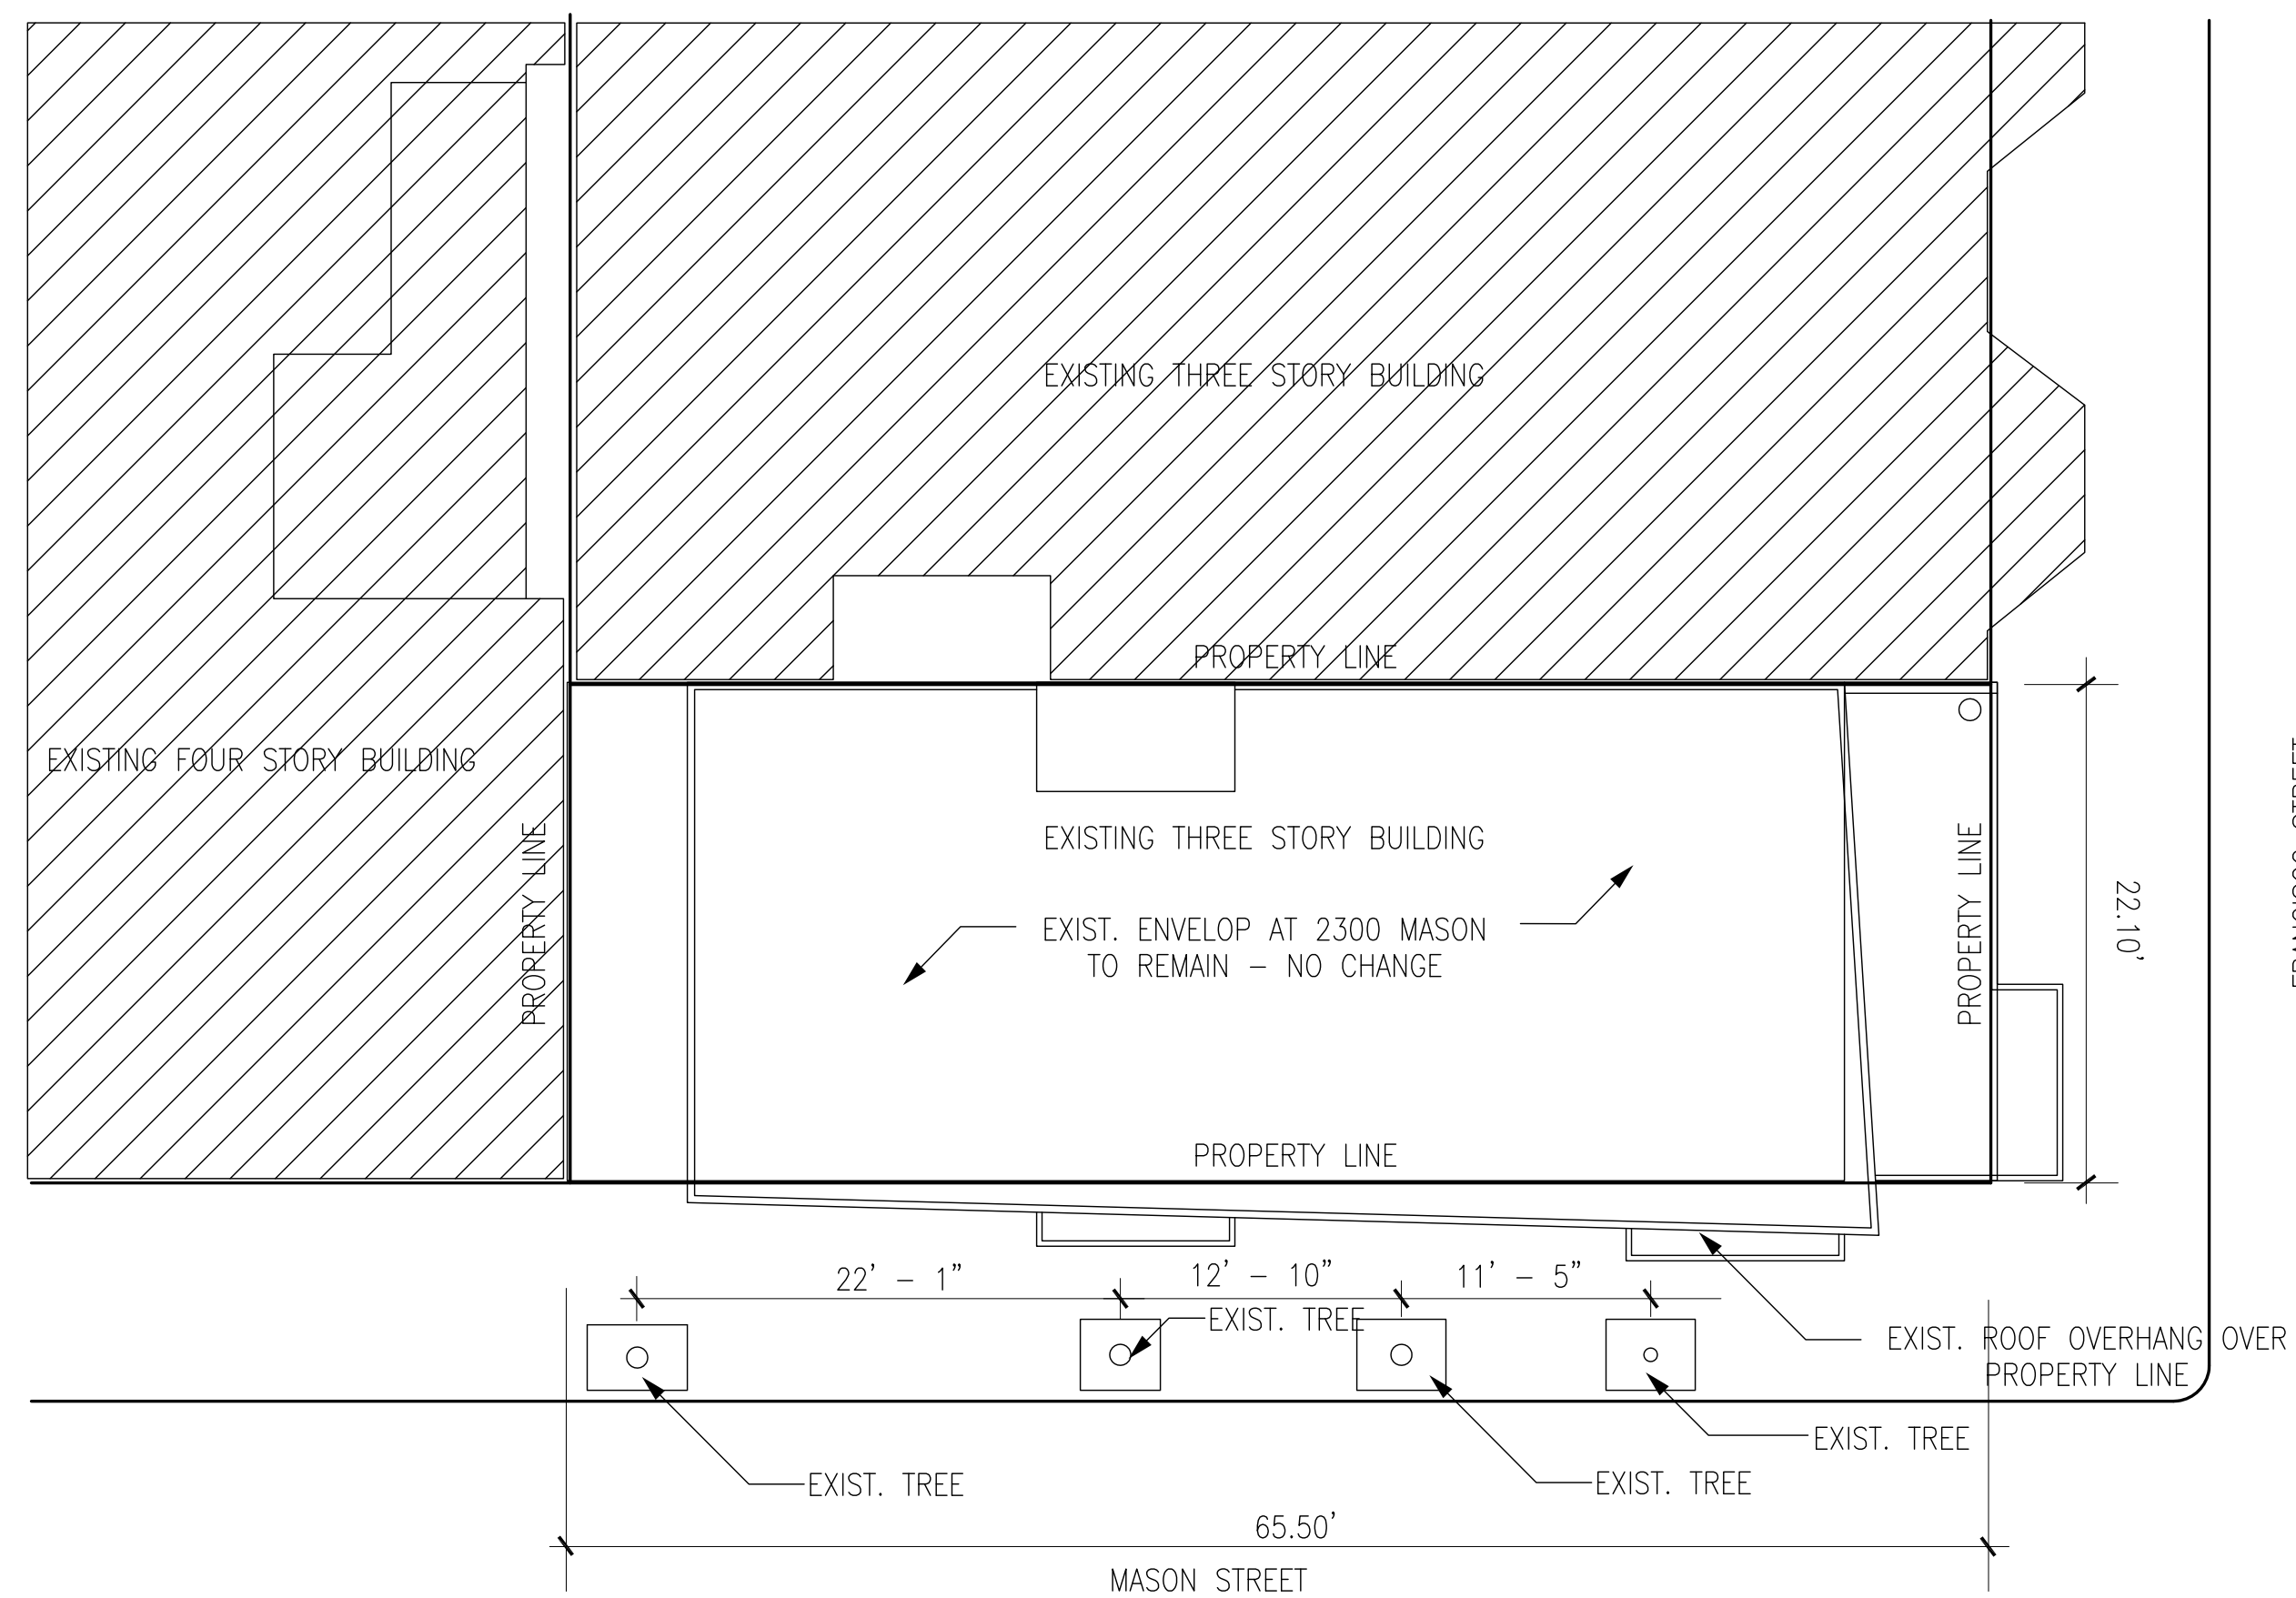 EXISTING THREE STORY BUILDING
PROPERTY LINE
EXISTING FOUR STORY BUILDING
PROPERTY LINE
EXISTING THREE STORY BUILDING
EXIST. ENVELOP AT 2300 MASON
TO REMAIN – NO CHANGE
PROPERTY LINE
22.10'
PROPERTY LINE
22' – 1"
12' – 10"
11' – 5"
EXIST. TREE
EXIST. ROOF OVERHANG OVER
PROPERTY LINE
EXIST. TREE
EXIST. TREE
EXIST. TREE
65.50'
MASON STREET